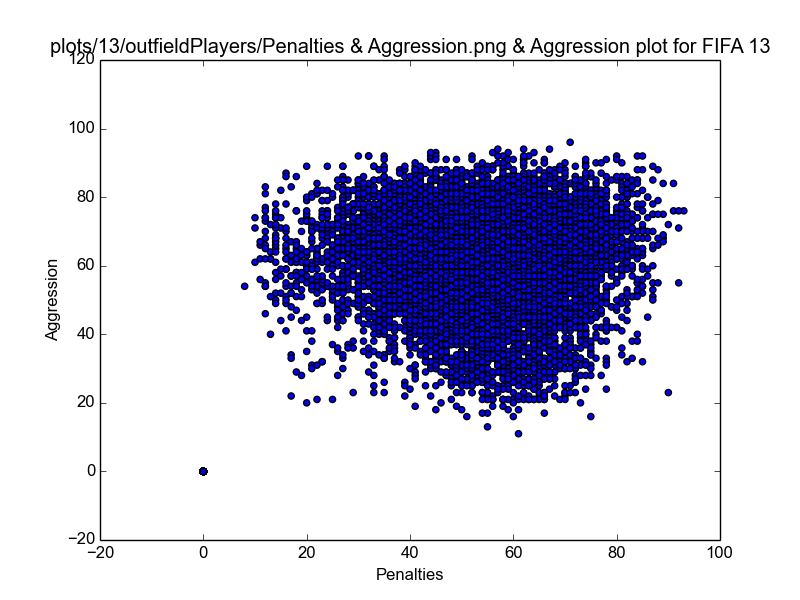 plots/13/outfieldPlayers/Penalties & Aggression.png & Aggression plot for FIFA 13
120
100
80
60
40
20
0
−20
Aggression
−20 0 20 40 60 80 100
Penalties